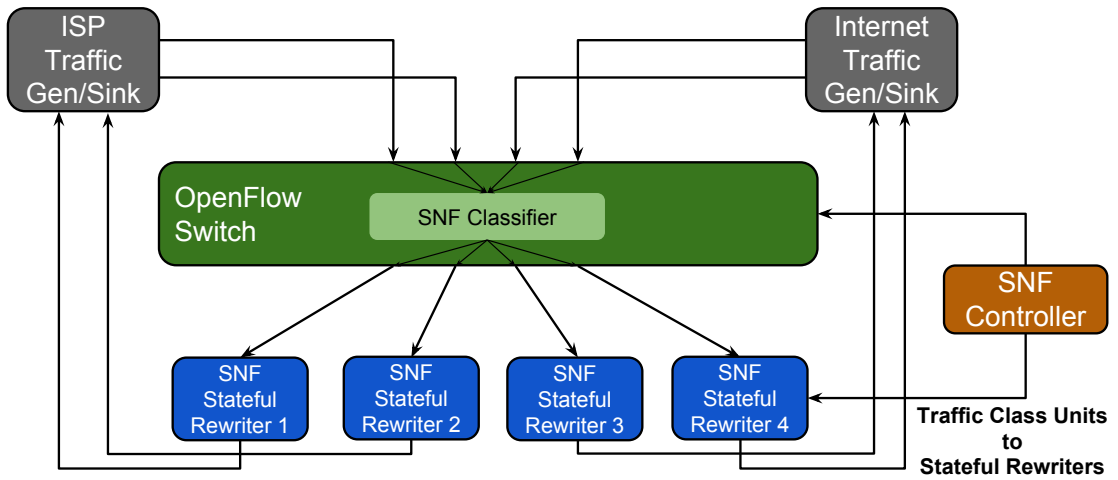 ISP
Traffic
Gen/Sink
Internet
Traffic
Gen/Sink
OpenFlow
Switch
SNF Classifier
SNF
Controller
SNF
Stateful
Rewriter 1
SNF
Stateful
Rewriter 2
SNF
Stateful
Rewriter 3
SNF
Stateful
Rewriter 4
Traffic Class Units
to
Stateful Rewriters